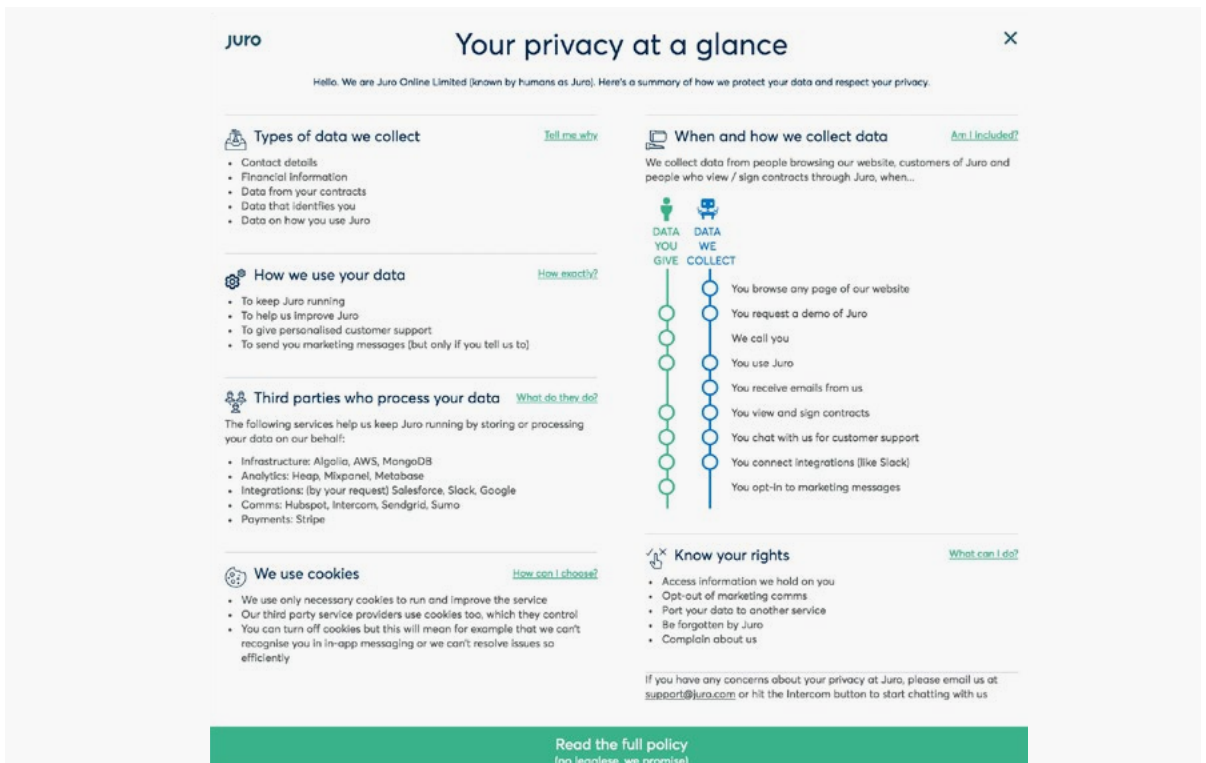 Juro
Your privacy at a glance
Hello. We are Juro Online Limited (known by humans as Juro). Here's a summary of how we protect your data and respect your privacy.
Types of data we collect
Tell me why
• Contact details
• Financial information
• Data from your contracts
• Data that identfies you
• Data on how you use Juro
How we use your data
How exactly?
• To keep Juro running
• To help us improve Juro
• To give personalised customer support
• To send you marketing messages (but only if you tell us to)
Third parties who process your data
What do they do?
The following services help us keep Juro running by storing or processing
your data on our behalf:
• Infrastructure: Algolia, AWS, MongoDB
• Analytics: Heap, Mixpanel, Metabase
• Integrations: (by your request) Salesforce, Slack, Google
• Comms: Hubspot, Intercom, Sendgrid, Sumo
• Payments: Stripe
We use cookies
How can I choose?
• We use only necessary cookies to run and improve the service
• Our third party service providers use cookies too, which they control
• You can turn off cookies but this will mean for example that we can't
recognise you in in-app messaging or we can't resolve issues so
efficiently
When and how we collect data
Am I included?
We collect data from people browsing our website, customers of Juro and
people who view / sign contracts through Juro, when...
DATA YOU GIVE
DATA WE COLLECT
You browse any page of our website
You request a demo of Juro
We call you
You use Juro
You receive emails from us
You view and sign contracts
You chat with us for customer support
You connect integrations (like Slack)
You opt-in to marketing messages
Know your rights
What can I do?
• Access information we hold on you
• Opt-out of marketing comms
• Port your data to another service
• Be forgotten by Juro
• Complain about us
If you have any concerns about your privacy at Juro, please email us at
support@juro.com or hit the Intercom button to start chatting with us
Read the full policy
(no legalese, we promise)